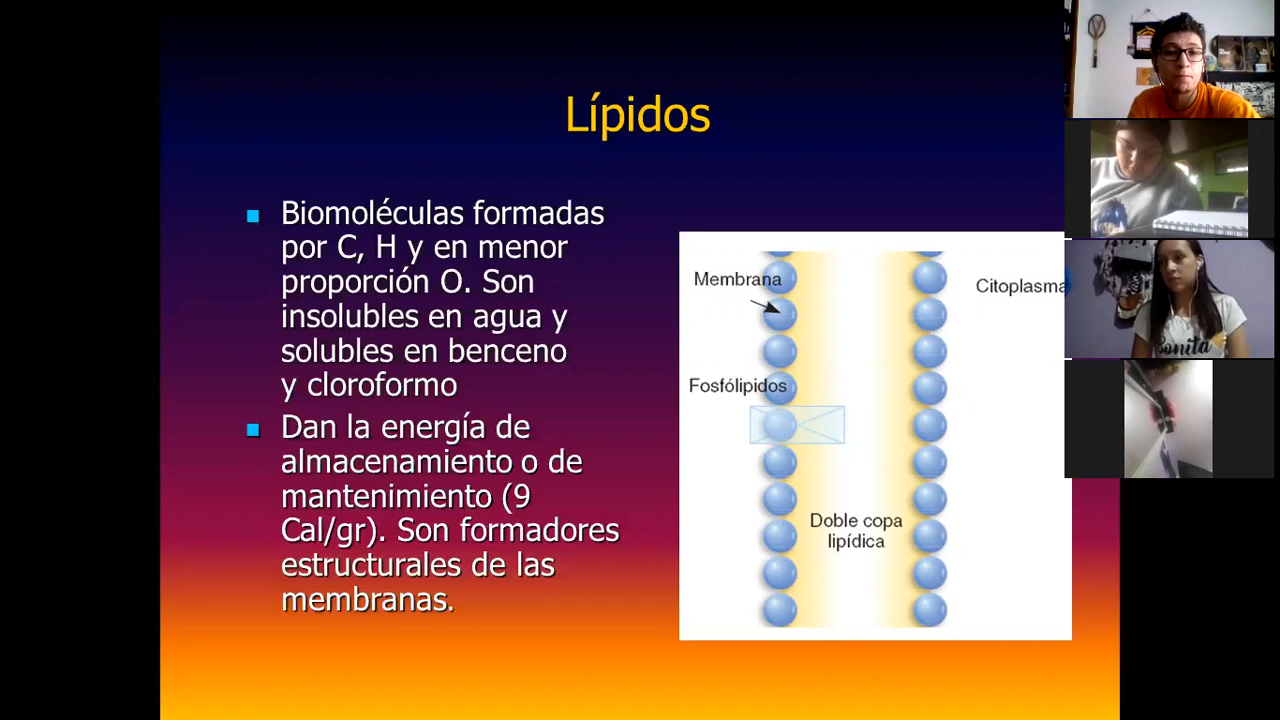 Lípidos
Biomoléculas formadas
por C, H y en menor
proporción O. Son
insolubles en agua y
solubles en benceno
y cloroformo
Dan la energía de
almacenamiento o de
mantenimiento (9
Cal/gr). Son formadores
estructurales de las
membranas.
Membrana
Citoplasma
Fosfólipidos
Doble copa
lipídica
Bonita